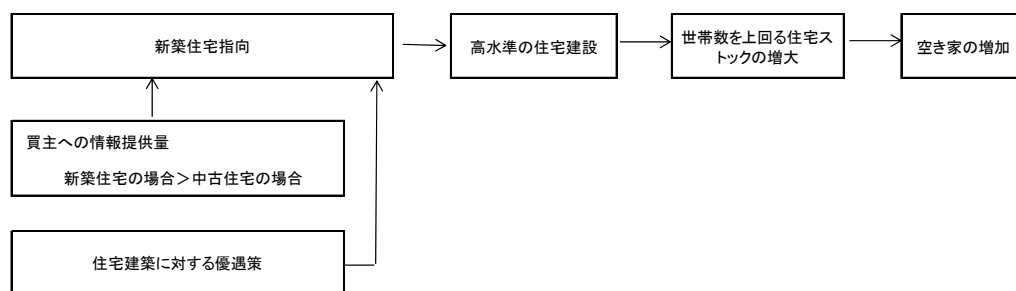 新築住宅指向
高水準の住宅建設
世帯数を上回る住宅ス
トックの増大
空き家の増加
買主への情報提供量
新築住宅の場合＞中古住宅の場合
住宅建築に対する優遇策